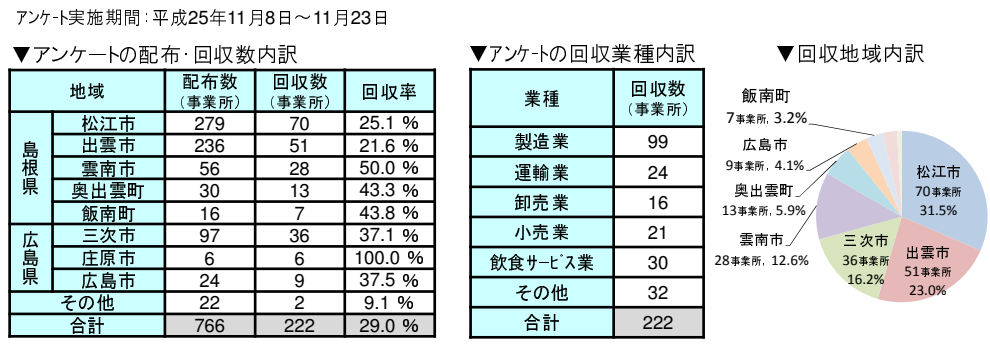 アンケート実施期間：平成25年11月8日～11月23日
▼アンケートの配布・回収数内訳
地域 配布数（事業所） 回収数（事業所） 回収率
島根県 松江市 279 70 25.1 %
出雲市 236 51 21.6 %
雲南市 56 28 50.0 %
奥出雲町 30 13 43.3 %
飯南町 16 7 43.8 %
広島県 三次市 97 36 37.1 %
庄原市 6 6 100.0 %
広島市 24 9 37.5 %
その他 22 2 9.1 %
合計 766 222 29.0 %
▼アンケートの回収業種内訳
業種 回収数（事業所）
製造業 99
運輸業 24
卸売業 16
小売業 21
飲食サービス業 30
その他 32
合計 222
▼回収地域内訳
飯南町
7事業所, 3.2%
広島市
9事業所, 4.1%
奥出雲町
13事業所, 5.9%
雲南市
28事業所, 12.6%
三次市
36事業所
16.2%
出雲市
51事業所
23.0%
松江市
70事業所
31.5%